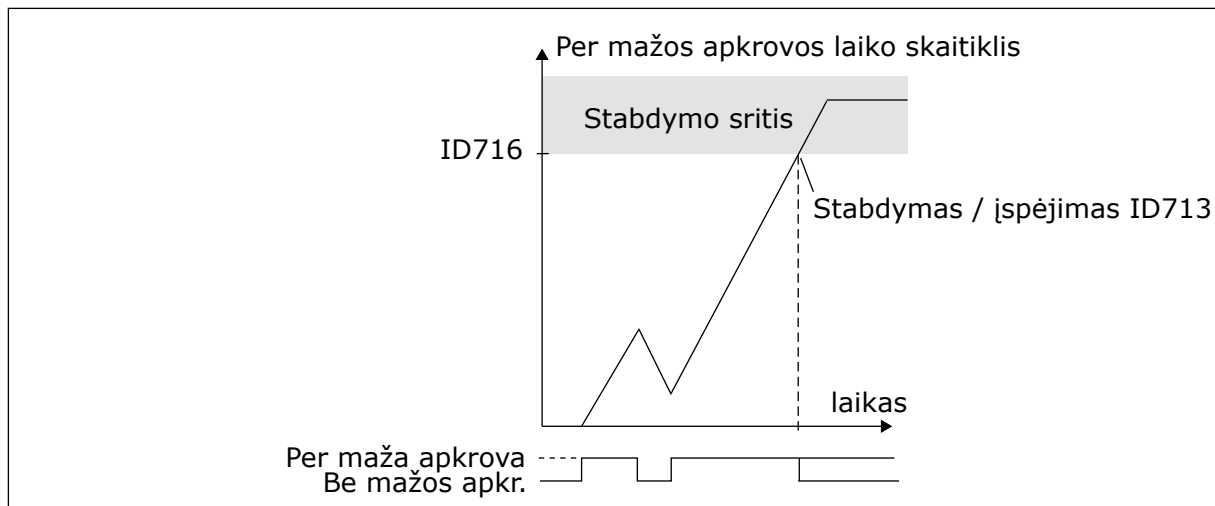 Per mažos apkrovos laiko skaitiklis
Stabdymo sritis
ID716
Stabdymas / įspėjimas ID713
laikas
Per maža apkrova
Be mažos apkr.